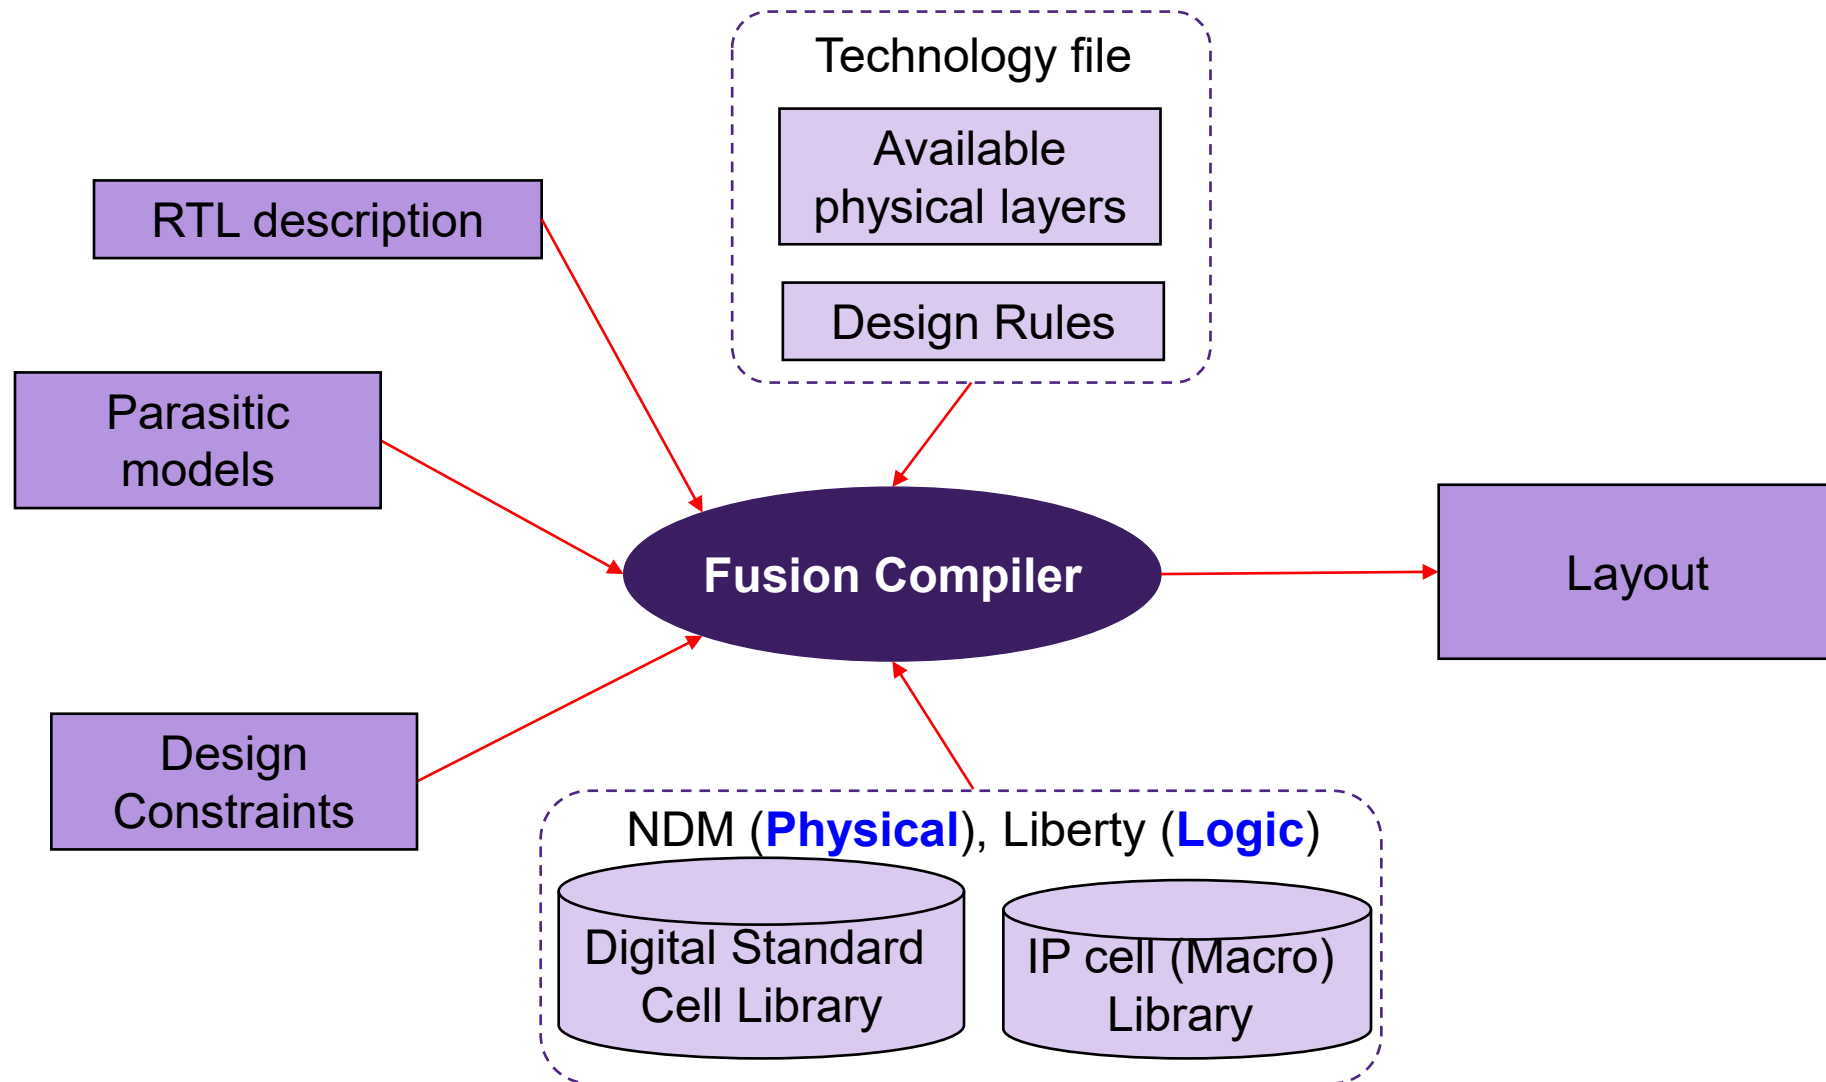 Technology file
Available
physical layers
Design Rules
RTL description
Parasitic
models
Design
Constraints
Fusion Compiler
Layout
NDM (Physical), Liberty (Logic)
Digital Standard
Cell Library
IP cell (Macro)
Library